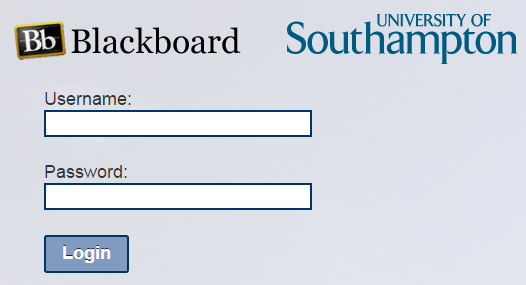 Bb Blackboard
UNIVERSITY OF
Southampton
Username:
Password:
Login